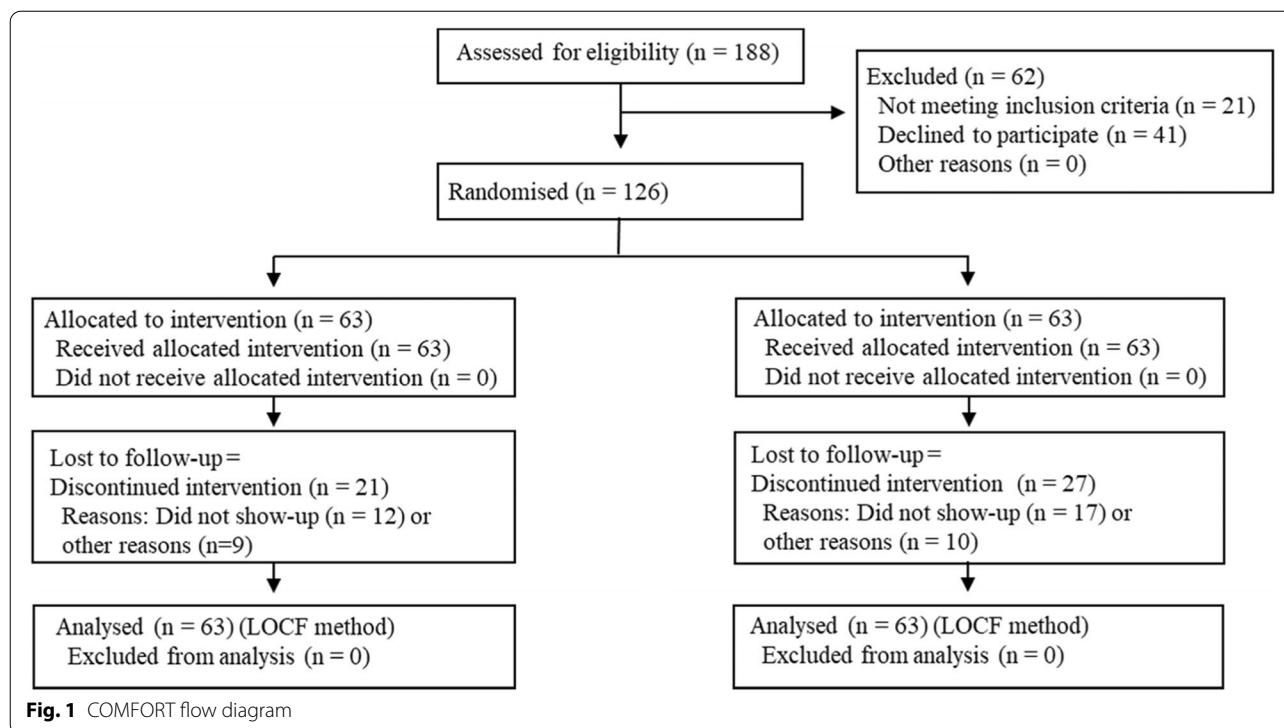 Assessed for eligibility (n = 188)
Excluded (n = 62)
Not meeting inclusion criteria (n = 21)
Declined to participate (n = 41)
Other reasons (n = 0)
Randomised (n = 126)
Allocated to intervention (n = 63)
Received allocated intervention (n = 63)
Did not receive allocated intervention (n = 0)
Allocated to intervention (n = 63)
Received allocated intervention (n = 63)
Did not receive allocated intervention (n = 0)
Lost to follow-up =
Discontinued intervention (n = 21)
Reasons: Did not show-up (n = 12) or
other reasons (n=9)
Lost to follow-up =
Discontinued intervention (n = 27)
Reasons: Did not show-up (n = 17) or
other reasons (n = 10)
Analysed (n = 63) (LOCF method)
Excluded from analysis (n = 0)
Analysed (n = 63) (LOCF method)
Excluded from analysis (n = 0)
Fig. 1 COMFORT flow diagram